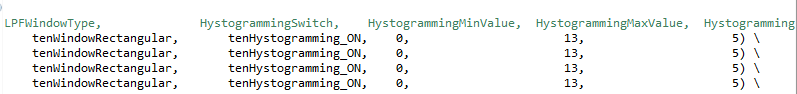 LPFWindowType, HystogrammingSwitch, HystogrammingMinValue, HystogrammingMaxValue, Hystogramming
tenWindowRectangular, tenHystogramming_ON, 0, 13, 5) \
tenWindowRectangular, tenHystogramming_ON, 0, 13, 5) \
tenWindowRectangular, tenHystogramming_ON, 0, 13, 5) \
tenWindowRectangular, tenHystogramming_ON, 0, 13, 5) \